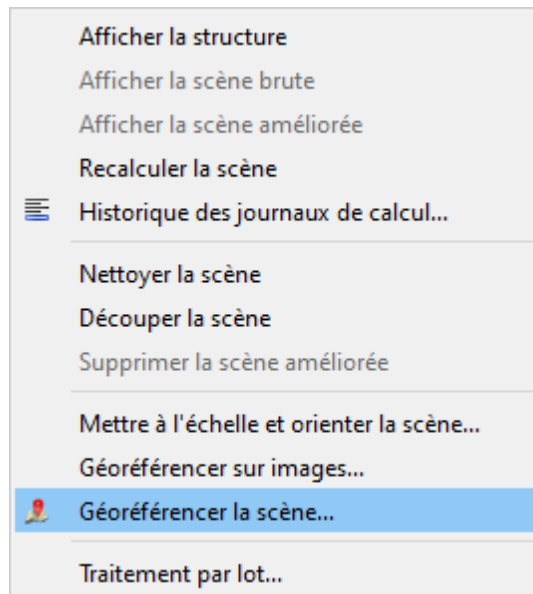 Afficher la structure
Afficher la scène brute
Afficher la scène améliorée
Recalculer la scène
Historique des journaux de calcul...
Nettoyer la scène
Découper la scène
Supprimer la scène améliorée
Mettre à l'échelle et orienter la scène...
Géoréférencer sur images...
Géoréférencer la scène...
Traitement par lot...